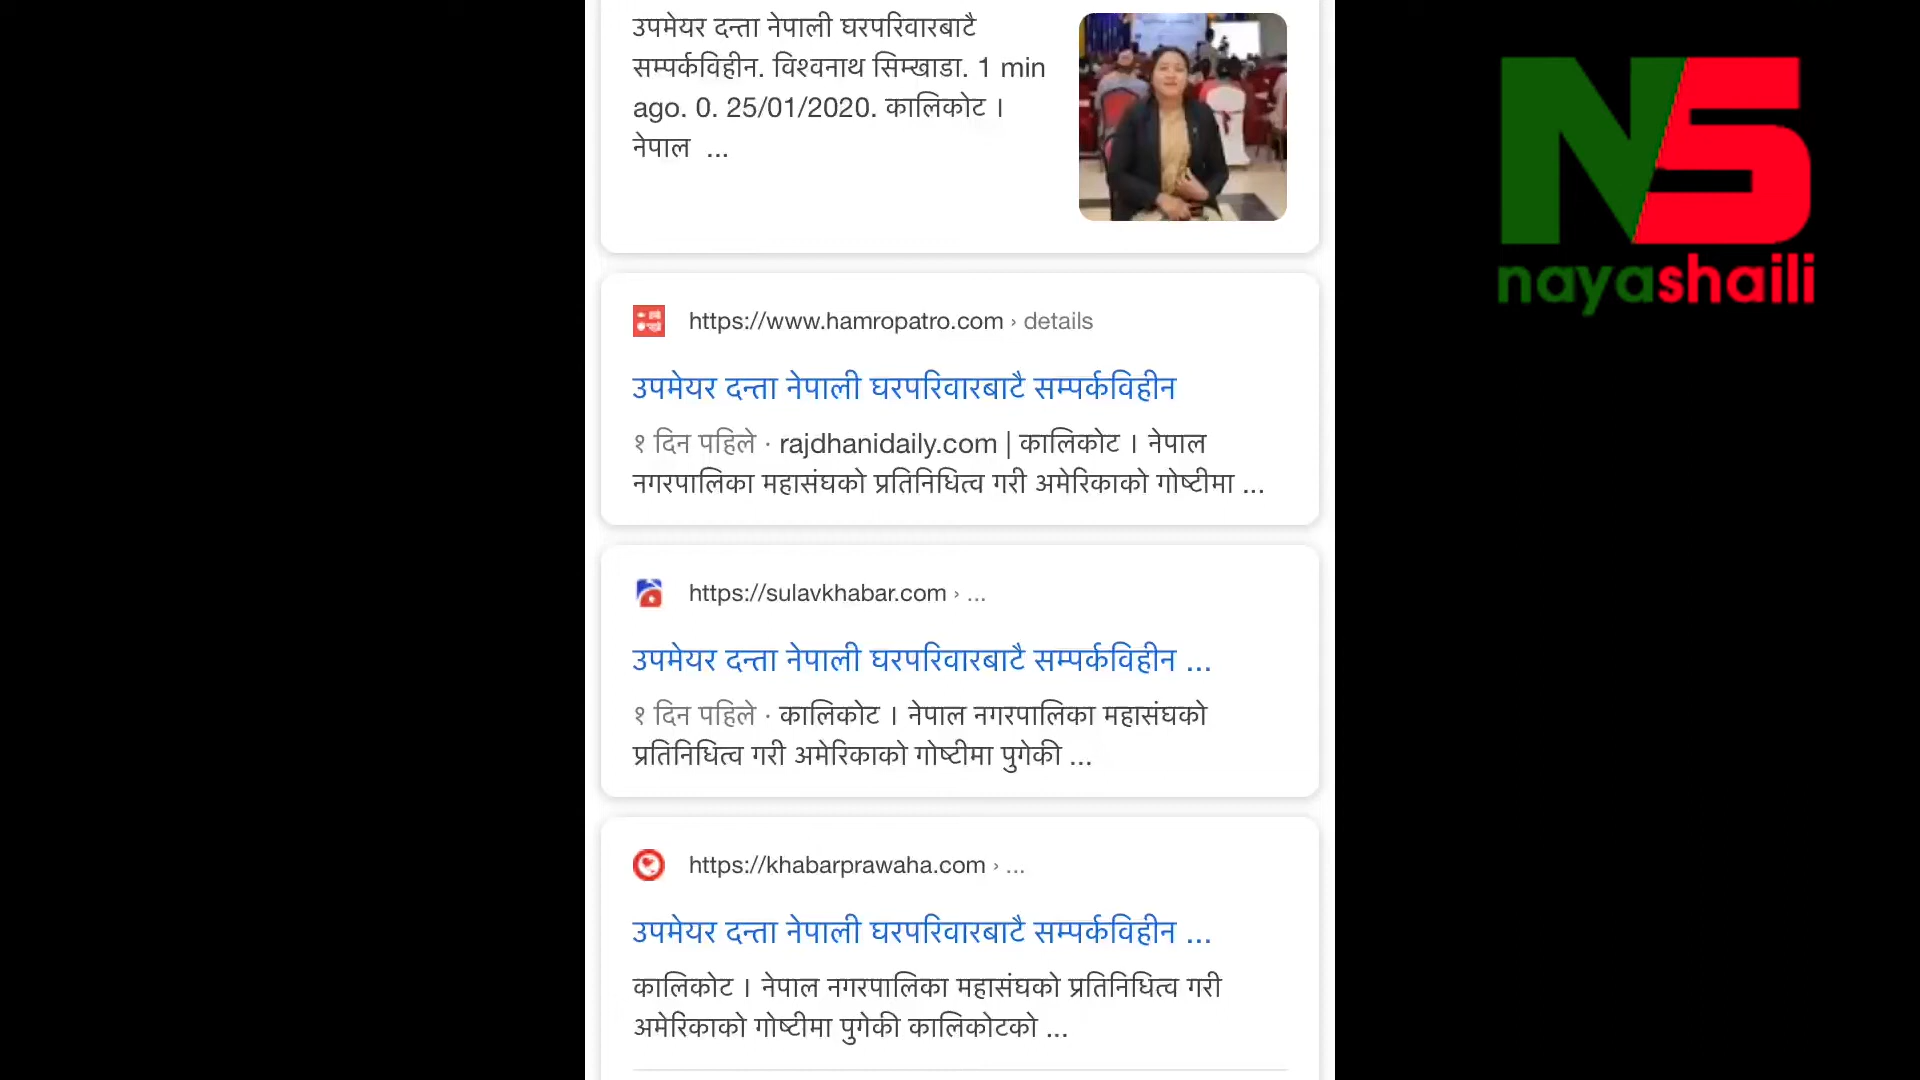 उपमेयर दन्ता नेपाली घरपरिवारबाटै
सम्पर्कविहीन. विश्वनाथ सिम्खाडा. 1 min
ago. 0. 25/01/2020. कालिकोट ।
नेपाल ...
https://www.hamropatro.com › details
उपमेयर दन्ता नेपाली घरपरिवारबाटै सम्पर्कविहीन
१ दिन पहिले · rajdhanidaily.com | कालिकोट । नेपाल
नगरपालिका महासंघको प्रतिनिधित्व गरी अमेरिकाको गोष्टीमा ...
https://sulavkhabar.com › ...
उपमेयर दन्ता नेपाली घरपरिवारबाटै सम्पर्कविहीन ...
१ दिन पहिले · कालिकोट । नेपाल नगरपालिका महासंघको
प्रतिनिधित्व गरी अमेरिकाको गोष्टीमा पुगेकी ...
https://khabarprawaha.com › ...
उपमेयर दन्ता नेपाली घरपरिवारबाटै सम्पर्कविहीन ...
कालिकोट । नेपाल नगरपालिका महासंघको प्रतिनिधित्व गरी
अमेरिकाको गोष्टीमा पुगेकी कालिकोटको ...
NS
nayashaili